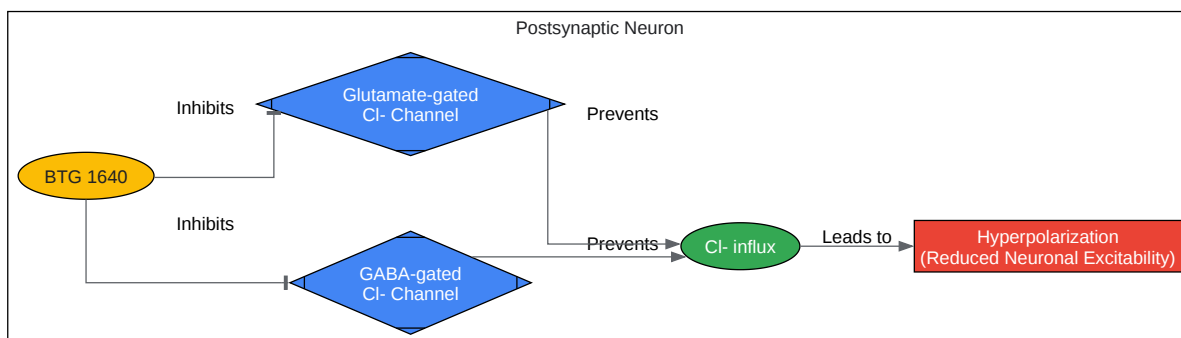 Postsynaptic Neuron
Inhibits
Glutamate-gated
Cl- Channel
Prevents
BTG 1640
Inhibits
GABA-gated
Cl- Channel
Prevents
Cl- influx
Leads to
Hyperpolarization
(Reduced Neuronal Excitability)